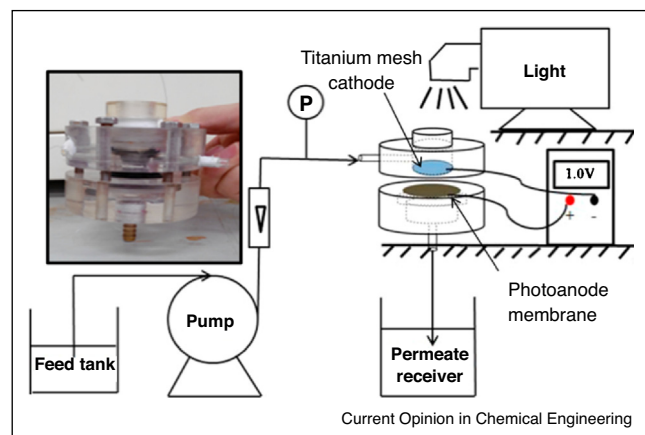 Titanium mesh
cathode
Light
P
1.0V
+ -
Photoanode
membrane
Pump
Feed tank
Permeate
receiver
Current Opinion in Chemical Engineering